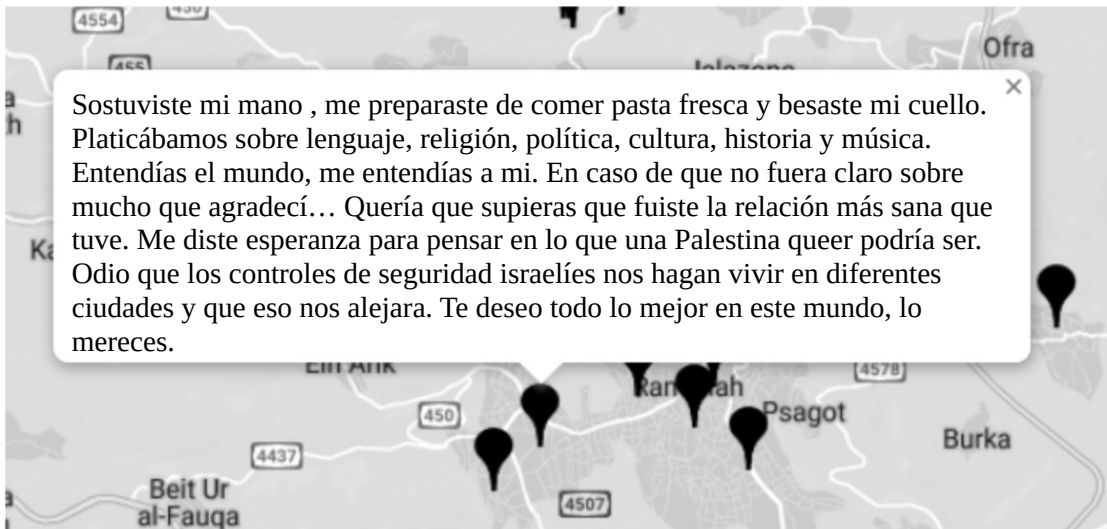 4554
450
Ofra
455
Jalazone
Sostuviste mi mano , me preparaste de comer pasta fresca y besaste mi cuello.
Platicábamos sobre lenguaje, religión, política, cultura, historia y música.
Entendías el mundo, me entendías a mi. En caso de que no fuera claro sobre
mucho que agradecí… Quería que supieras que fuiste la relación más sana que
tuve. Me diste esperanza para pensar en lo que una Palestina queer podría ser.
Odio que los controles de seguridad israelíes nos hagan vivir en diferentes
ciudades y que eso nos alejara. Te deseo todo lo mejor en este mundo, lo
mereces.
Ein Arik
4578
450
Psagot
Burka
4437
Beit Ur
al-Fauqa
4507